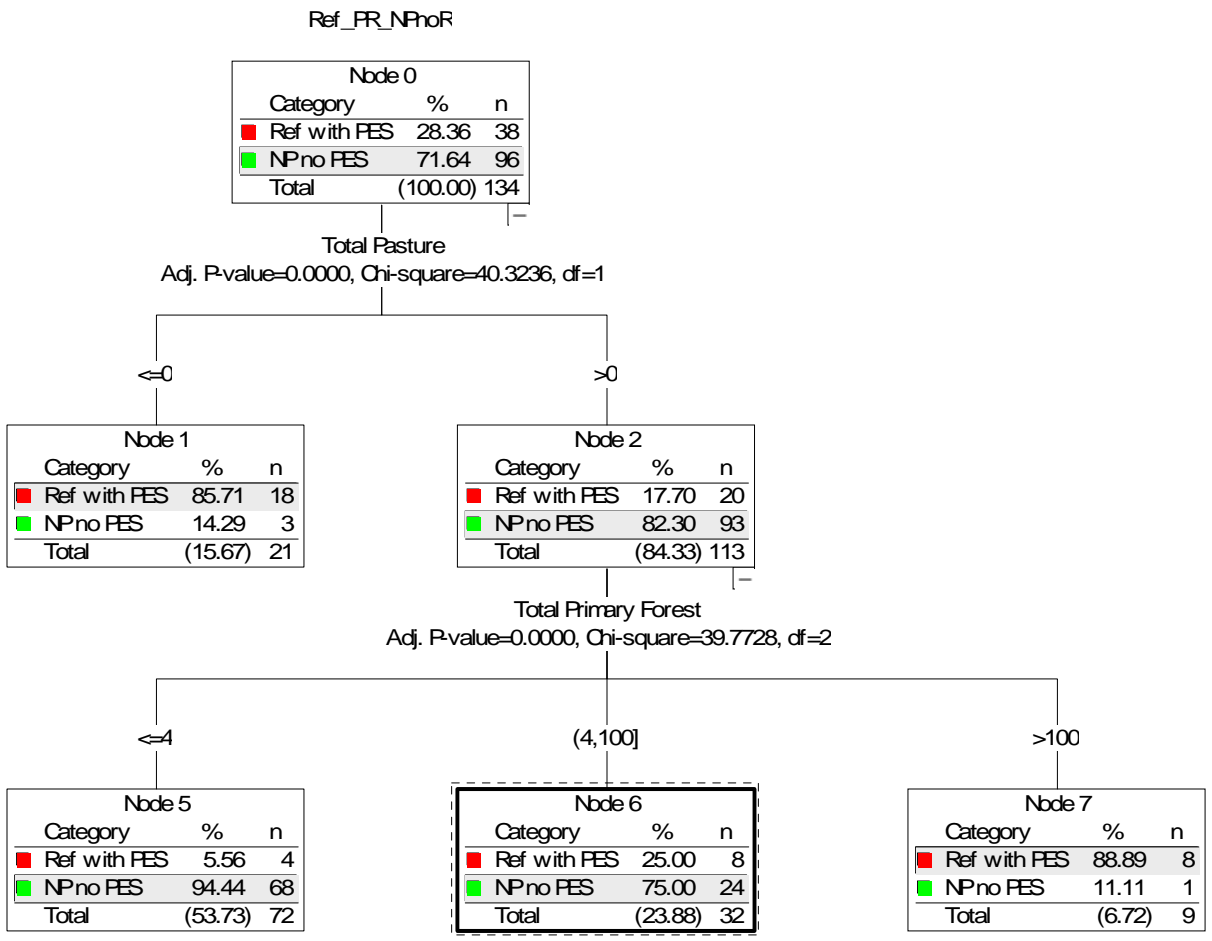 Ref_PR_NPnoR
Node 0
Category % n
Ref with PES 28.36 38
NP no PES 71.64 96
Total (100.00) 134
Total Pasture
Adj. P-value=0.0000, Chi-square=40.3236, df=1
<=0 >0
Node 1
Category % n
Ref with PES 85.71 18
NP no PES 14.29 3
Total (15.67) 21
Node 2
Category % n
Ref with PES 17.70 20
NP no PES 82.30 93
Total (84.33) 113
Total Primary Forest
Adj. P-value=0.0000, Chi-square=39.7728, df=2
<=4 (4,100] >100
Node 5
Category % n
Ref with PES 5.56 4
NP no PES 94.44 68
Total (53.73) 72
Node 6
Category % n
Ref with PES 25.00 8
NP no PES 75.00 24
Total (23.88) 32
Node 7
Category % n
Ref with PES 88.89 8
NP no PES 11.11 1
Total (6.72) 9